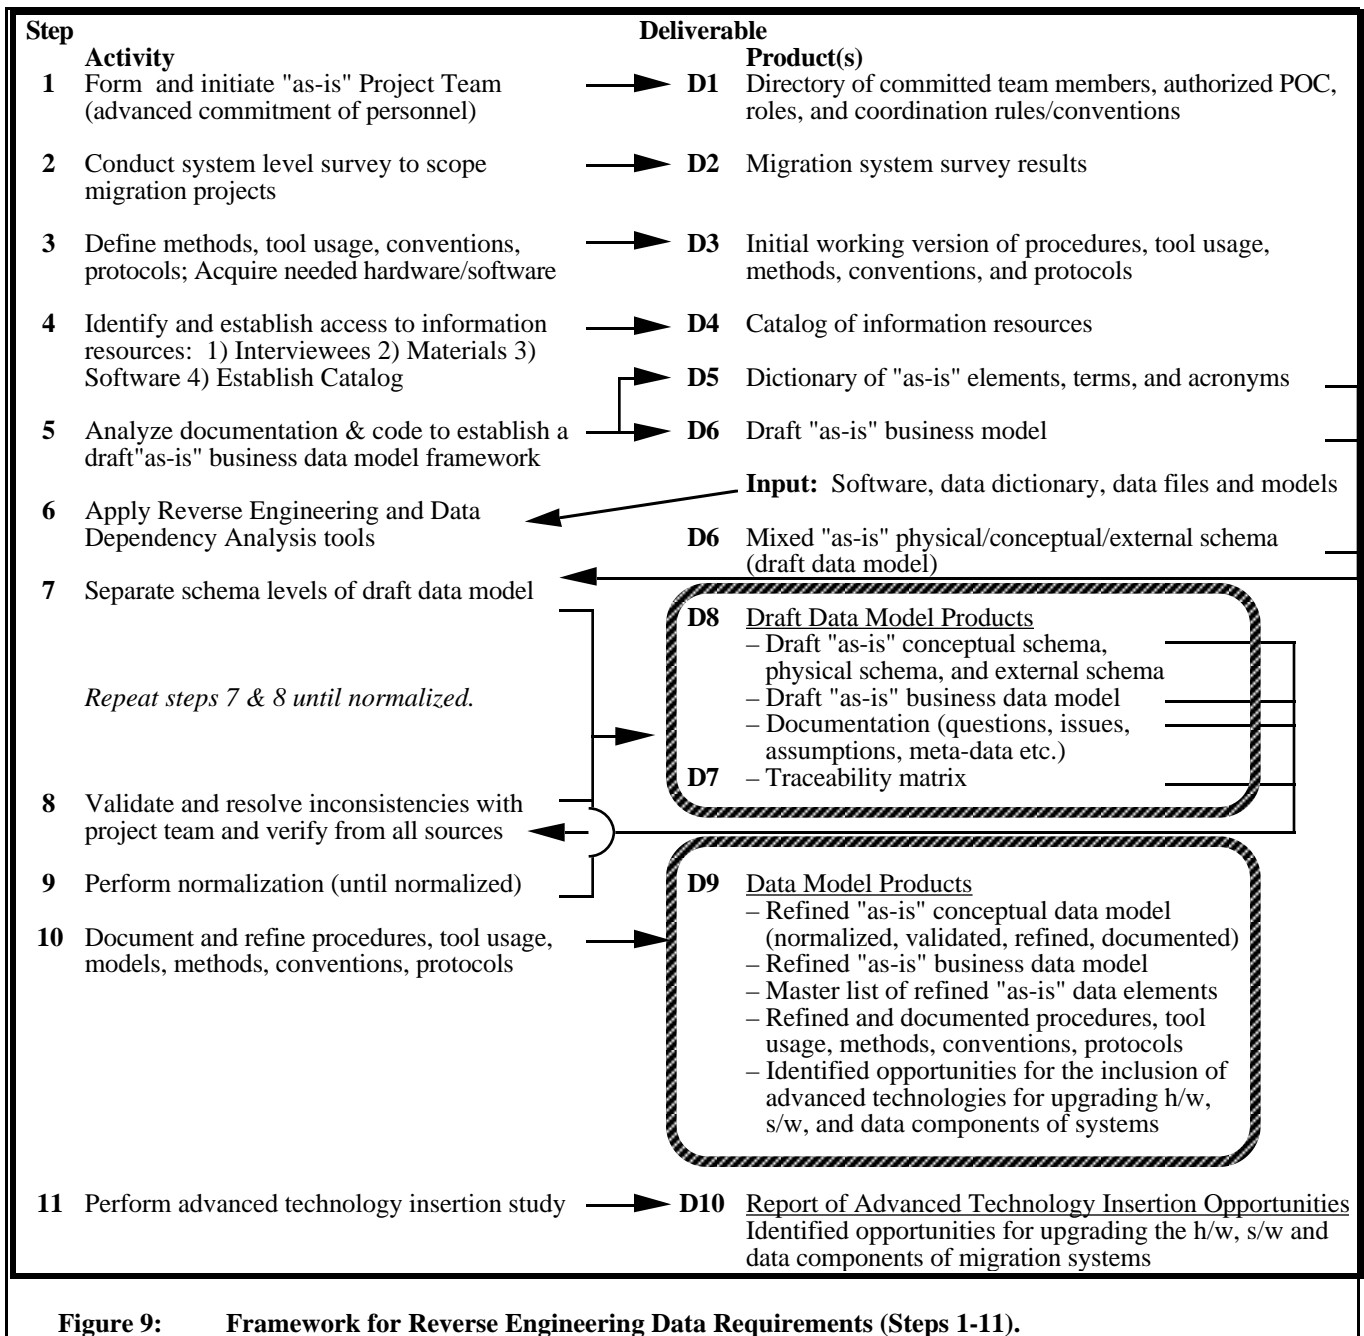 Step Deliverable
Activity Product(s)
1 Form and initiate "as-is" Project Team D1 Directory of committed team members, authorized POC,
(advanced commitment of personnel) roles, and coordination rules/conventions
2 Conduct system level survey to scope D2 Migration system survey results
migration projects
3 Define methods, tool usage, conventions, D3 Initial working version of procedures, tool usage,
protocols; Acquire needed hardware/software methods, conventions, and protocols
4 Identify and establish access to information D4 Catalog of information resources
resources: 1) Interviewees 2) Materials 3)
Software 4) Establish Catalog D5 Dictionary of "as-is" elements, terms, and acronyms
5 Analyze documentation & code to establish a D6 Draft "as-is" business model
draft"as-is" business data model framework
Input: Software, data dictionary, data files and models
6 Apply Reverse Engineering and Data
Dependency Analysis tools D6 Mixed "as-is" physical/conceptual/external schema
(draft data model)
7 Separate schema levels of draft data model
D8 Draft Data Model Products
– Draft "as-is" conceptual schema,
physical schema, and external schema
Repeat steps 7 & 8 until normalized. – Draft "as-is" business data model
– Documentation (questions, issues,
assumptions, meta-data etc.)
D7 – Traceability matrix
8 Validate and resolve inconsistencies with
project team and verify from all sources
9 Perform normalization (until normalized) D9 Data Model Products
– Refined "as-is" conceptual data model
10 Document and refine procedures, tool usage, (normalized, validated, refined, documented)
models, methods, conventions, protocols – Refined "as-is" business data model
– Master list of refined "as-is" data elements
– Refined and documented procedures, tool
usage, methods, conventions, protocols
– Identified opportunities for the inclusion of
advanced technologies for upgrading h/w,
s/w, and data components of systems
11 Perform advanced technology insertion study D10 Report of Advanced Technology Insertion Opportunities
Identified opportunities for upgrading the h/w, s/w and
data components of migration systems
Figure 9: Framework for Reverse Engineering Data Requirements (Steps 1-11).